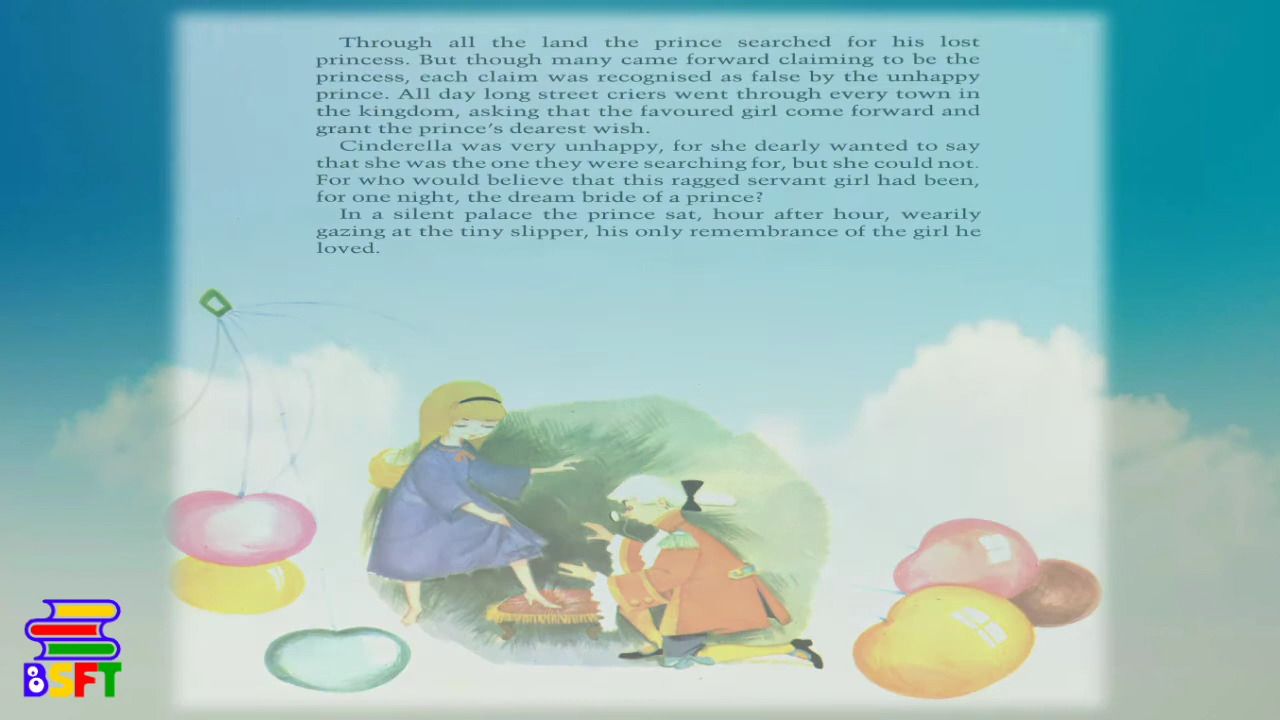 Through all the land the prince searched for his lost
princess. But though many came forward claiming to be the
princess, each claim was recognised as false by the unhappy
prince. All day long street criers went through every town in
the kingdom, asking that the favoured girl come forward and
grant the prince's dearest wish.
Cinderella was very unhappy, for she dearly wanted to say
that she was the one they were searching for, but she could not.
For who would believe that this ragged servant girl had been,
for one night, the dream bride of a prince?
In a silent palace the prince sat, hour after hour, wearily
gazing at the tiny slipper, his only remembrance of the girl he
loved.
BSFT